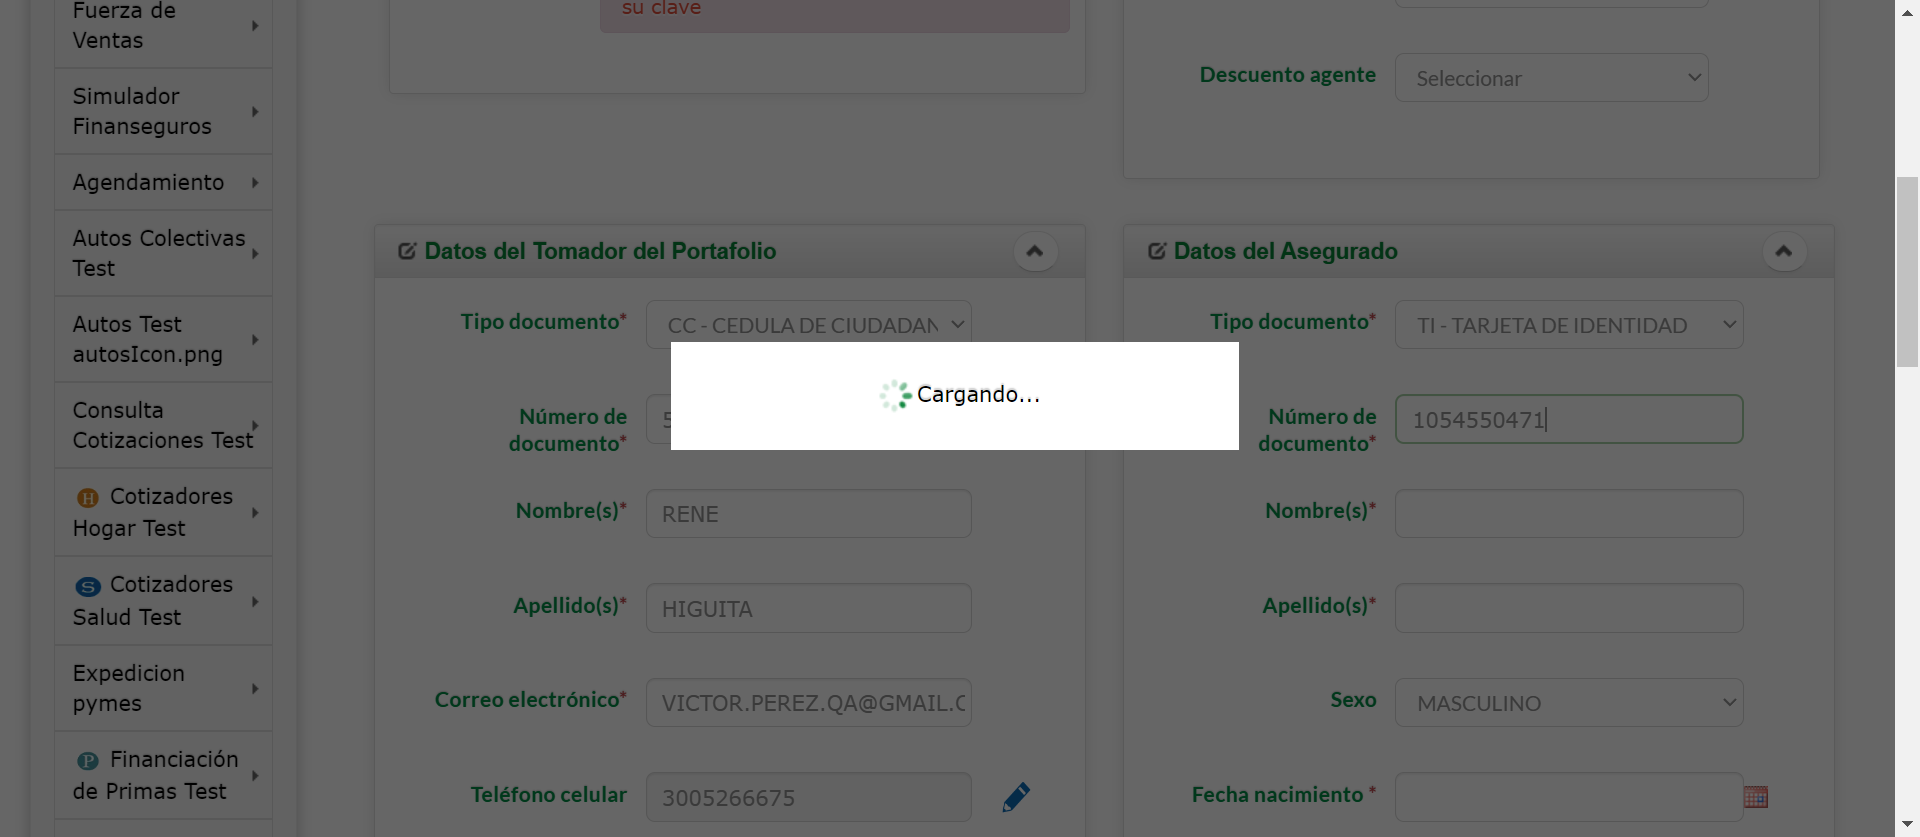 Fuerza de
Ventas
Simulador
Finanseguros
Agendamiento
Autos Colectivas
Test
Autos Test
autosIcon.png
Consulta
Cotizaciones Test
H Cotizadores
Hogar Test
S Cotizadores
Salud Test
Expedicion
pymes
P Financiación
de Primas Test
su clave
Descuento agente Seleccionar
Datos del Tomador del Portafolio
Tipo documento* CC - CEDULA DE CIUDADAN
Número de
documento* 5
Nombre(s)* RENE
Apellido(s)* HIGUITA
Correo electrónico* VICTOR.PEREZ.QA@GMAIL.C
Teléfono celular 3005266675
Cargando...
Datos del Asegurado
Tipo documento* TI - TARJETA DE IDENTIDAD
Número de
documento* 1054550471
Nombre(s)*
Apellido(s)*
Sexo MASCULINO
Fecha nacimiento *